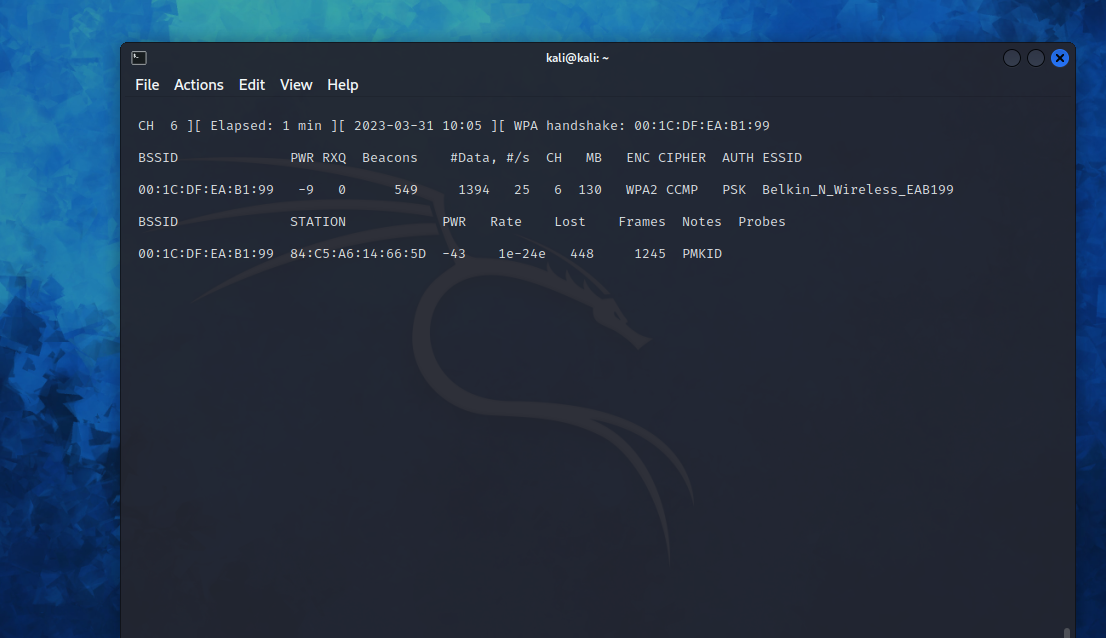 kali@kali: ~
File Actions Edit View Help
CH  6 ][ Elapsed: 1 min ][ 2023-03-31 10:05 ][ WPA handshake: 00:1C:DF:EA:B1:99
BSSID              PWR RXQ  Beacons    #Data, #/s  CH   MB   ENC CIPHER  AUTH ESSID
00:1C:DF:EA:B1:99   -9   0      549     1394   25   6  130   WPA2 CCMP   PSK  Belkin_N_Wireless_EAB199
BSSID              STATION            PWR   Rate    Lost    Frames  Notes  Probes
00:1C:DF:EA:B1:99  84:C5:A6:14:66:5D  -43    1e-24e   448     1245  PMKID